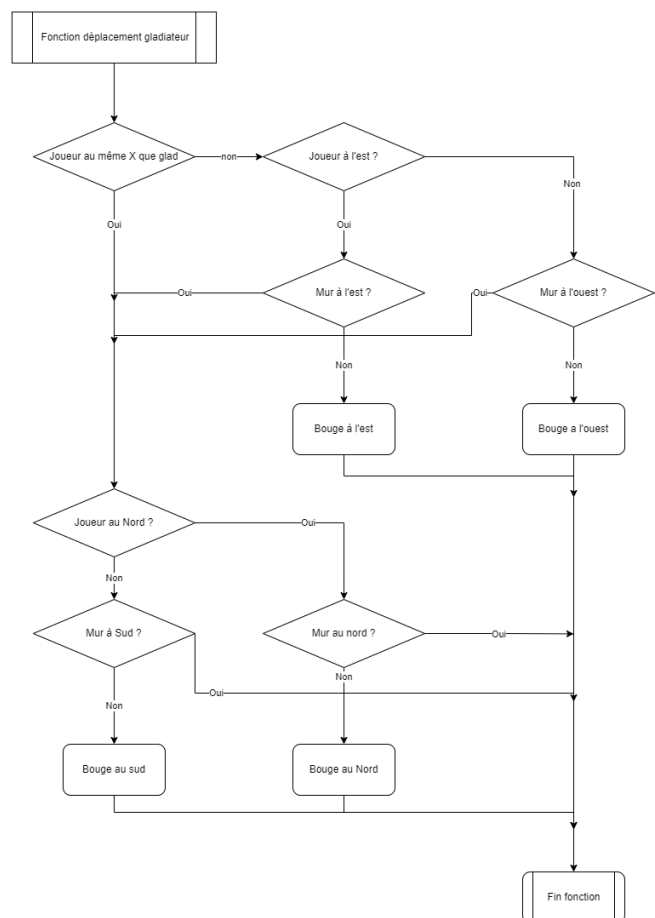 Fonction déplacement gladiateur
Joueur au même X que glad
non
Joueur à l'est ?
Non
Oui
Oui
Oui
Mur à l'est ?
Oui
Mur à l'ouest ?
Non
Non
Bouge à l'est
Bouge a l'ouest
Joueur au Nord ?
Oui
Non
Mur à Sud ?
Mur au nord ?
Oui
Non
Oui
Non
Bouge au sud
Bouge au Nord
Fin fonction